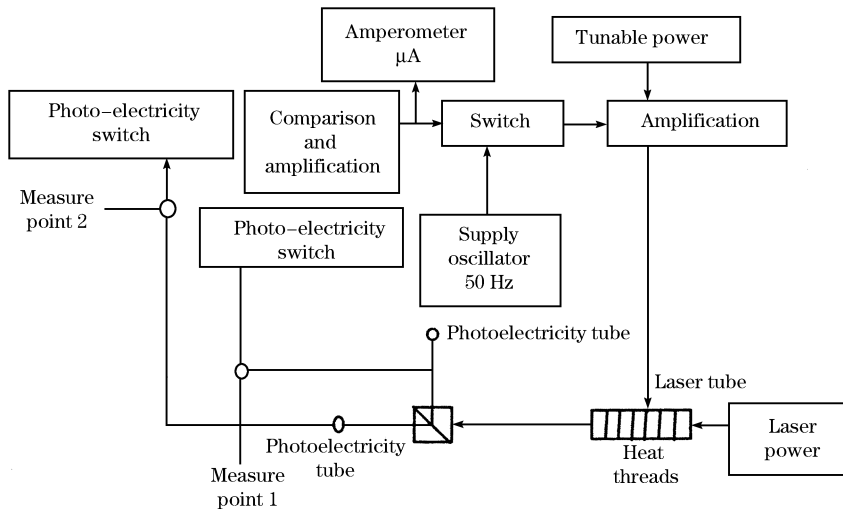 Amperometer
μA
Tunable power
Photo-electricity
switch
Comparison
and
amplification
Switch
Amplification
Measure
point 2
Photo-electricity
switch
Supply
oscillator
50 Hz
Photoelectricity tube
Laser tube
Photoelectricity
tube
Heat
threads
Laser
power
Measure
point 1